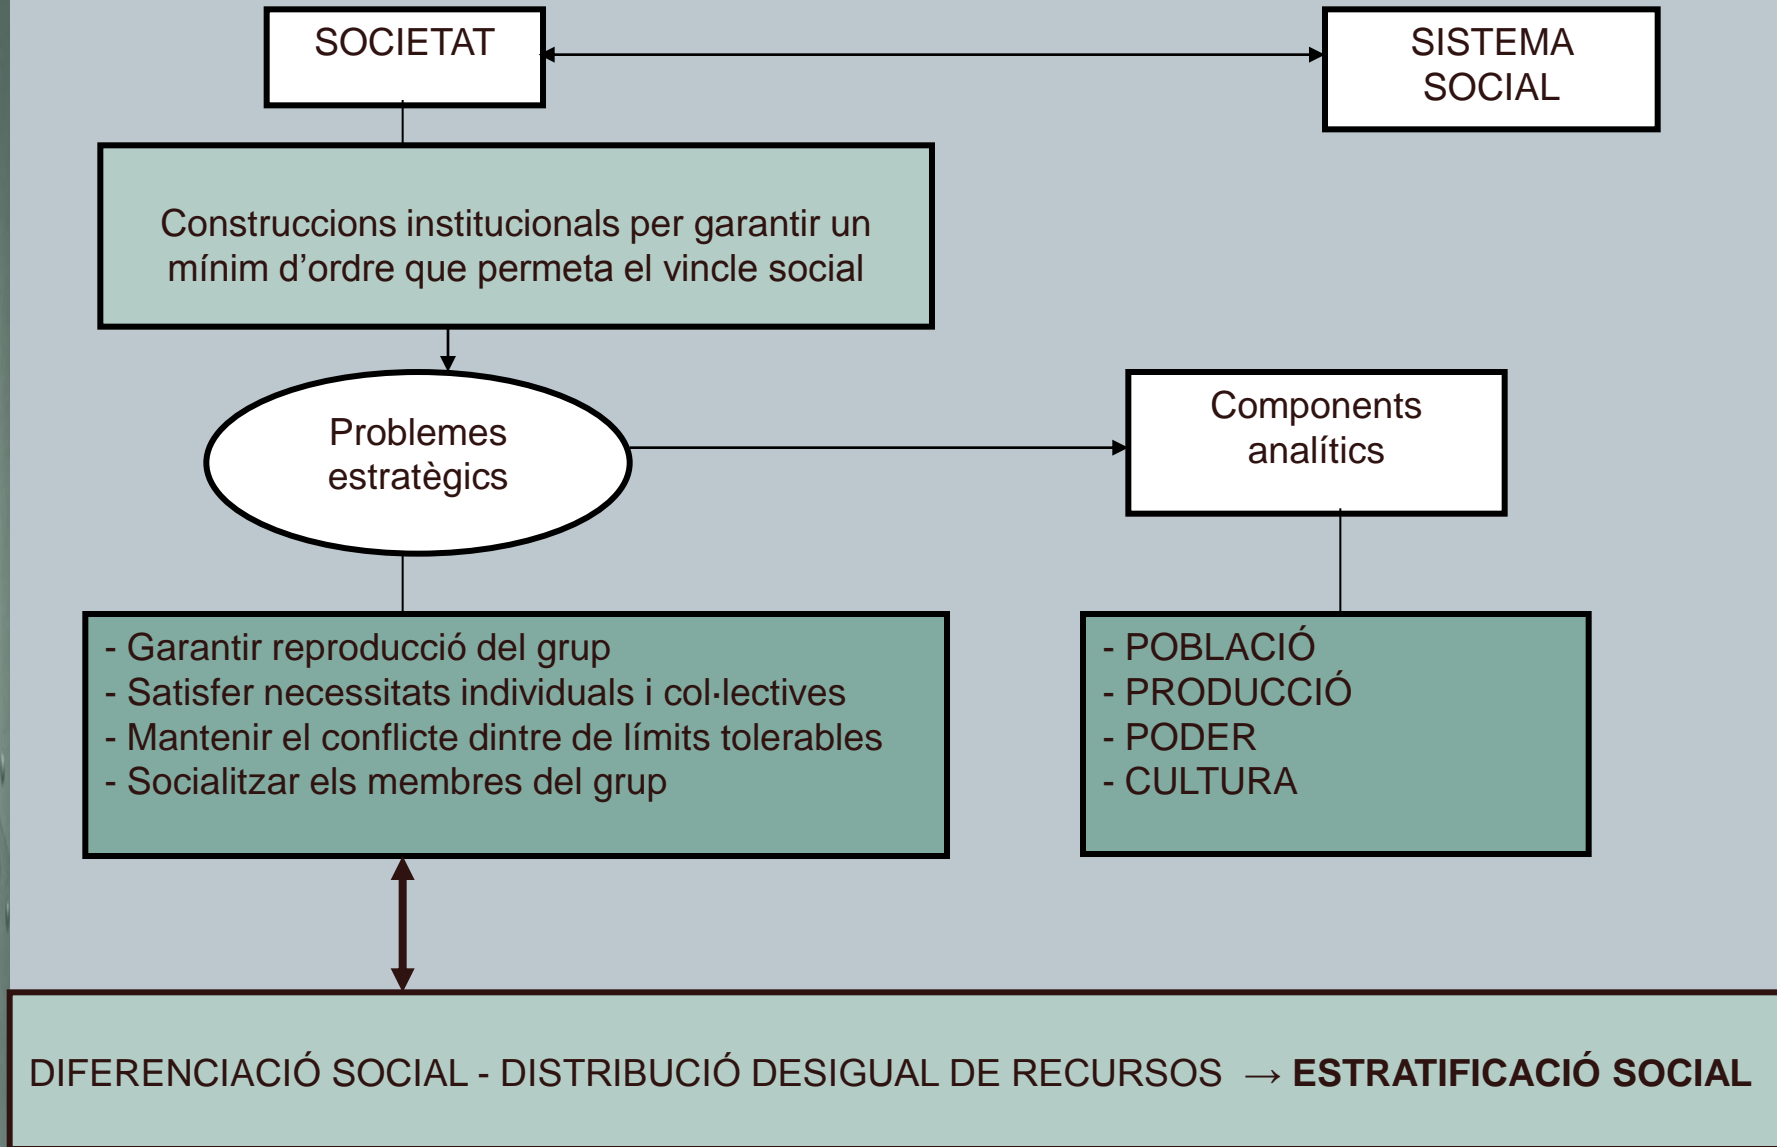 SOCIETAT
SISTEMA
SOCIAL
Construccions institucionals per garantir un
mínim d’ordre que permeta el vincle social
Problemes
estratègics
Components
analítics
- Garantir reproducció del grup
- Satisfer necessitats individuals i col·lectives
- Mantenir el conflicte dintre de límits tolerables
- Socialitzar els membres del grup
- POBLACIÓ
- PRODUCCIÓ
- PODER
- CULTURA
DIFERENCIACIÓ SOCIAL - DISTRIBUCIÓ DESIGUAL DE RECURSOS → ESTRATIFICACIÓ SOCIAL